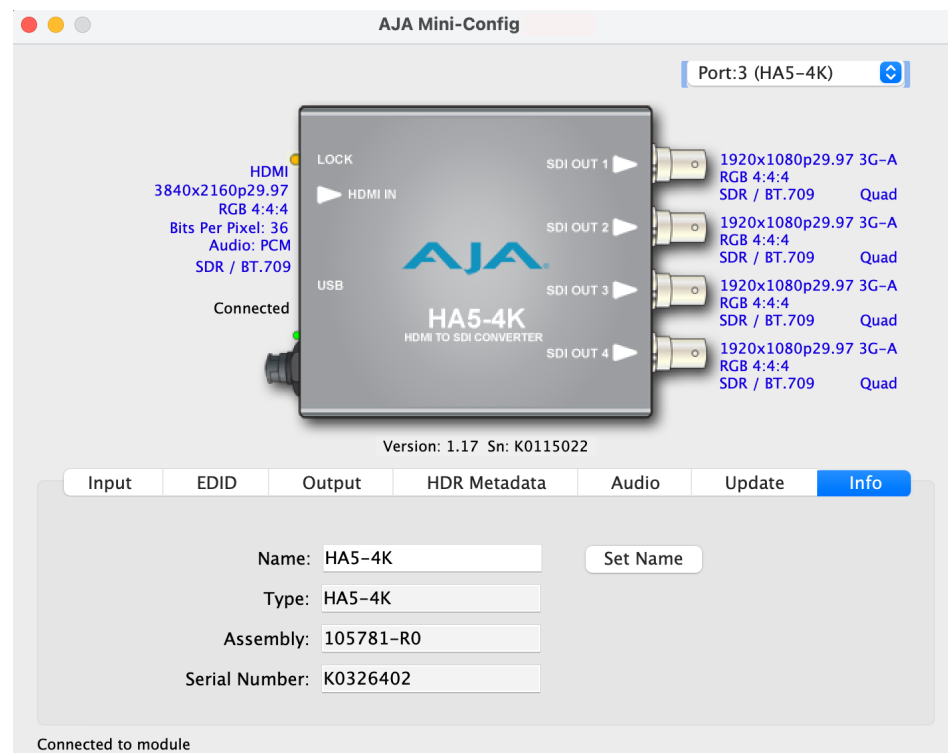 AJA Mini-Config
Port:3 (HA5-4K)
LOCK
HDMI IN
USB
HDMI
3840x2160p29.97
RGB 4:4:4
Bits Per Pixel: 36
Audio: PCM
SDR / BT.709
Connected
SDI OUT 1
SDI OUT 2
SDI OUT 3
SDI OUT 4
AJA
HA5-4K
HDMI TO SDI CONVERTER
1920x1080p29.97 3G-A
RGB 4:4:4
SDR / BT.709 Quad
1920x1080p29.97 3G-A
RGB 4:4:4
SDR / BT.709 Quad
1920x1080p29.97 3G-A
RGB 4:4:4
SDR / BT.709 Quad
1920x1080p29.97 3G-A
RGB 4:4:4
SDR / BT.709 Quad
Version: 1.17 Sn: K0115022
Input EDID Output HDR Metadata Audio Update Info
Name: HA5-4K Set Name
Type: HA5-4K
Assembly: 105781-R0
Serial Number: K0326402
Connected to module